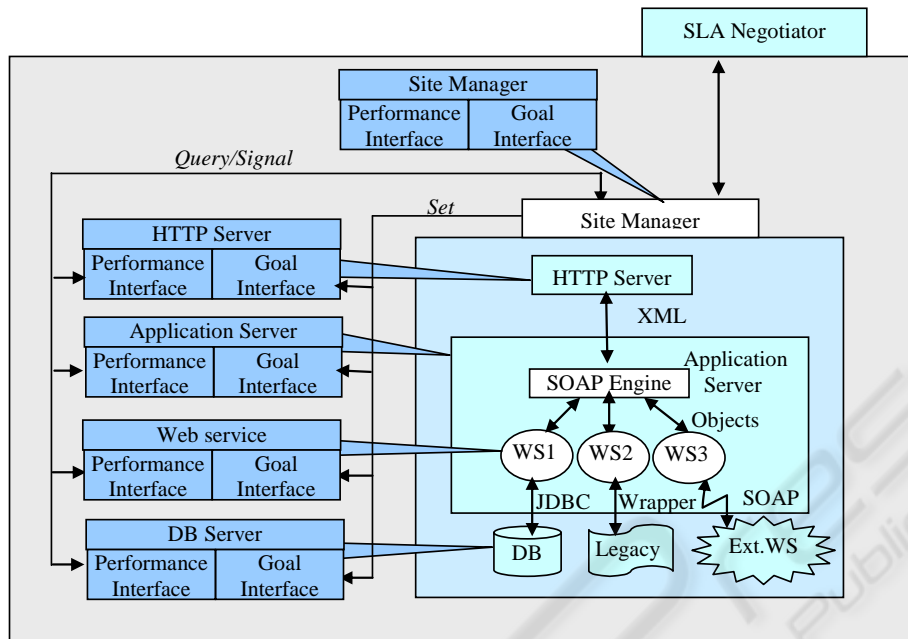 SLA Negotiator
Site Manager
Performance Interface
Goal Interface
Query/Signal
Set
Site Manager
HTTP Server
Performance Interface
Goal Interface
HTTP Server
XML
Application Server
Performance Interface
Goal Interface
Application Server
SOAP Engine
Objects
Web service
Performance Interface
Goal Interface
WS1
WS2
WS3
JDBC
Wrapper
SOAP
DB Server
Performance Interface
Goal Interface
DB
Legacy
Ext.WS